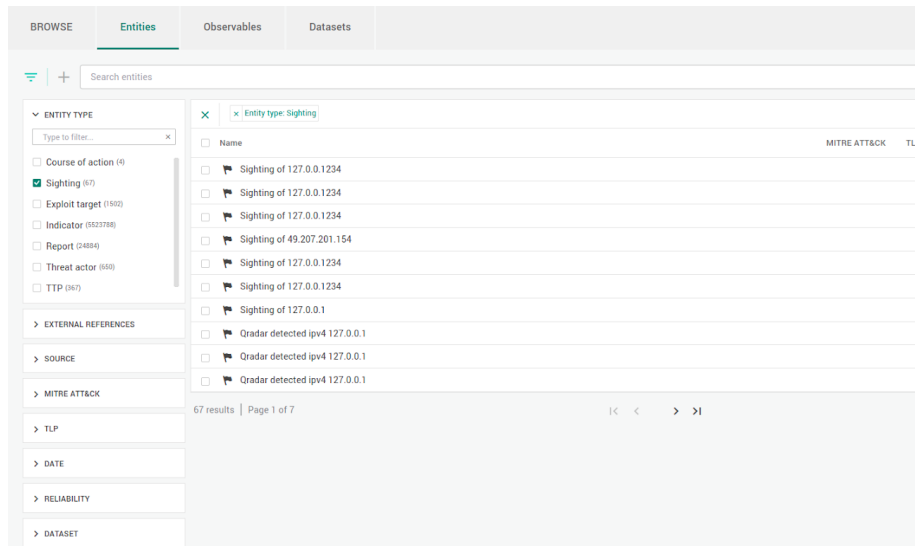 BROWSE Entities Observables Datasets
Search entities
ENTITY TYPE
Type to filter...
Course of action (4)
Sighting (67)
Exploit target (1502)
Indicator (5523788)
Report (24884)
Threat actor (650)
TTP (367)
EXTERNAL REFERENCES
SOURCE
MITRE ATT&CK
TLP
DATE
RELIABILITY
DATASET
Entity type: Sighting
Name MITRE ATT&CK TL
Sighting of 127.0.0.1234
Sighting of 127.0.0.1234
Sighting of 127.0.0.1234
Sighting of 49.207.201.154
Sighting of 127.0.0.1234
Sighting of 127.0.0.1234
Sighting of 127.0.0.1
Qradar detected ipv4 127.0.0.1
Qradar detected ipv4 127.0.0.1
Qradar detected ipv4 127.0.0.1
67 results | Page 1 of 7